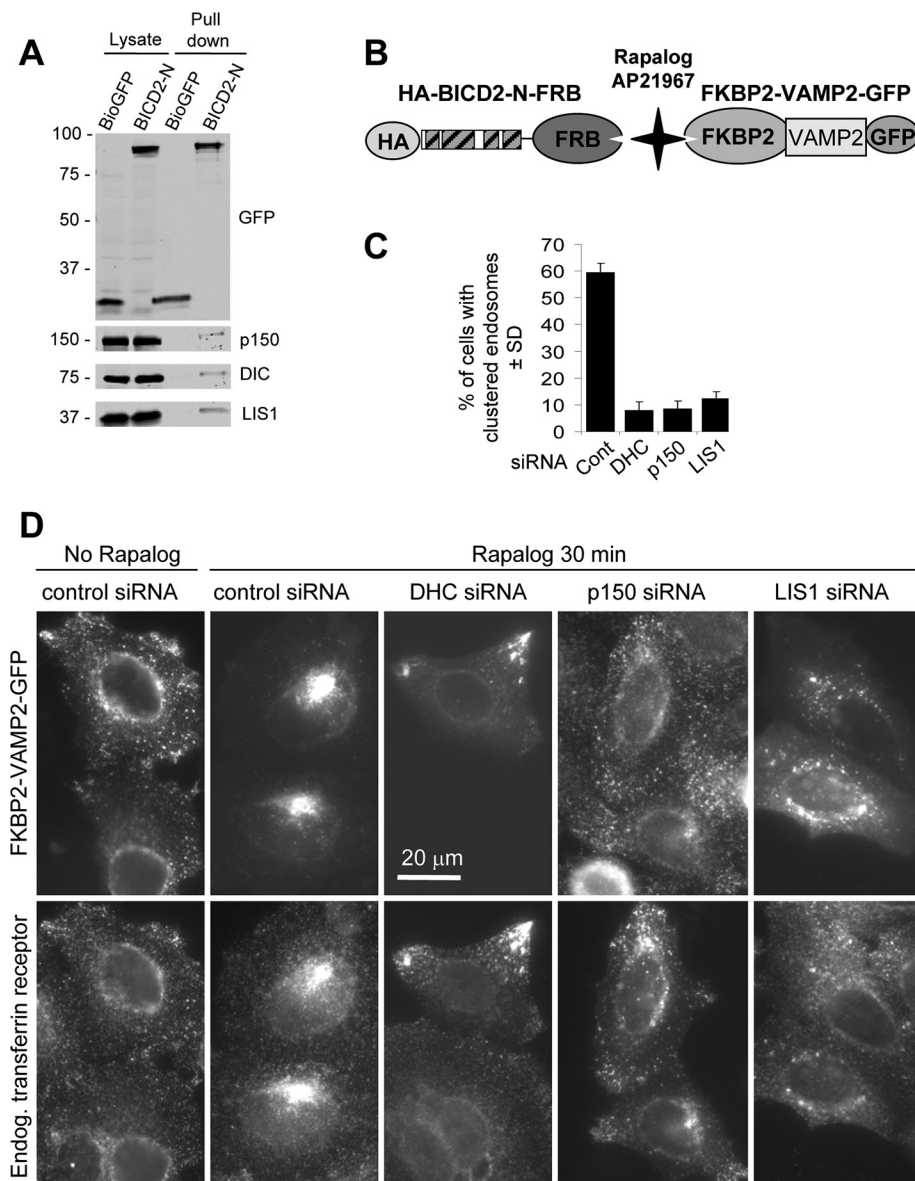 A
Lysate
Pull
down
BioGFP
BICD2-N
BioGFP
BICD2-N
100 -
75 -
50 -
37 -
GFP
150 -
p150
75 -
DIC
37 -
LIS1
B
Rapalog
AP21967
HA-BICD2-N-FRB
FKBP2-VAMP2-GFP
HA
FRB
FKBP2
VAMP2
GFP
C
% of cells with
clustered endosomes
± SD
70
60
50
40
30
20
10
0
siRNA
Cont
DHC
p150
LIS1
D
No Rapalog
Rapalog 30 min
control siRNA
control siRNA
DHC siRNA
p150 siRNA
LIS1 siRNA
FKBP2-VAMP2-GFP
20 μm
Endog. transferrin receptor